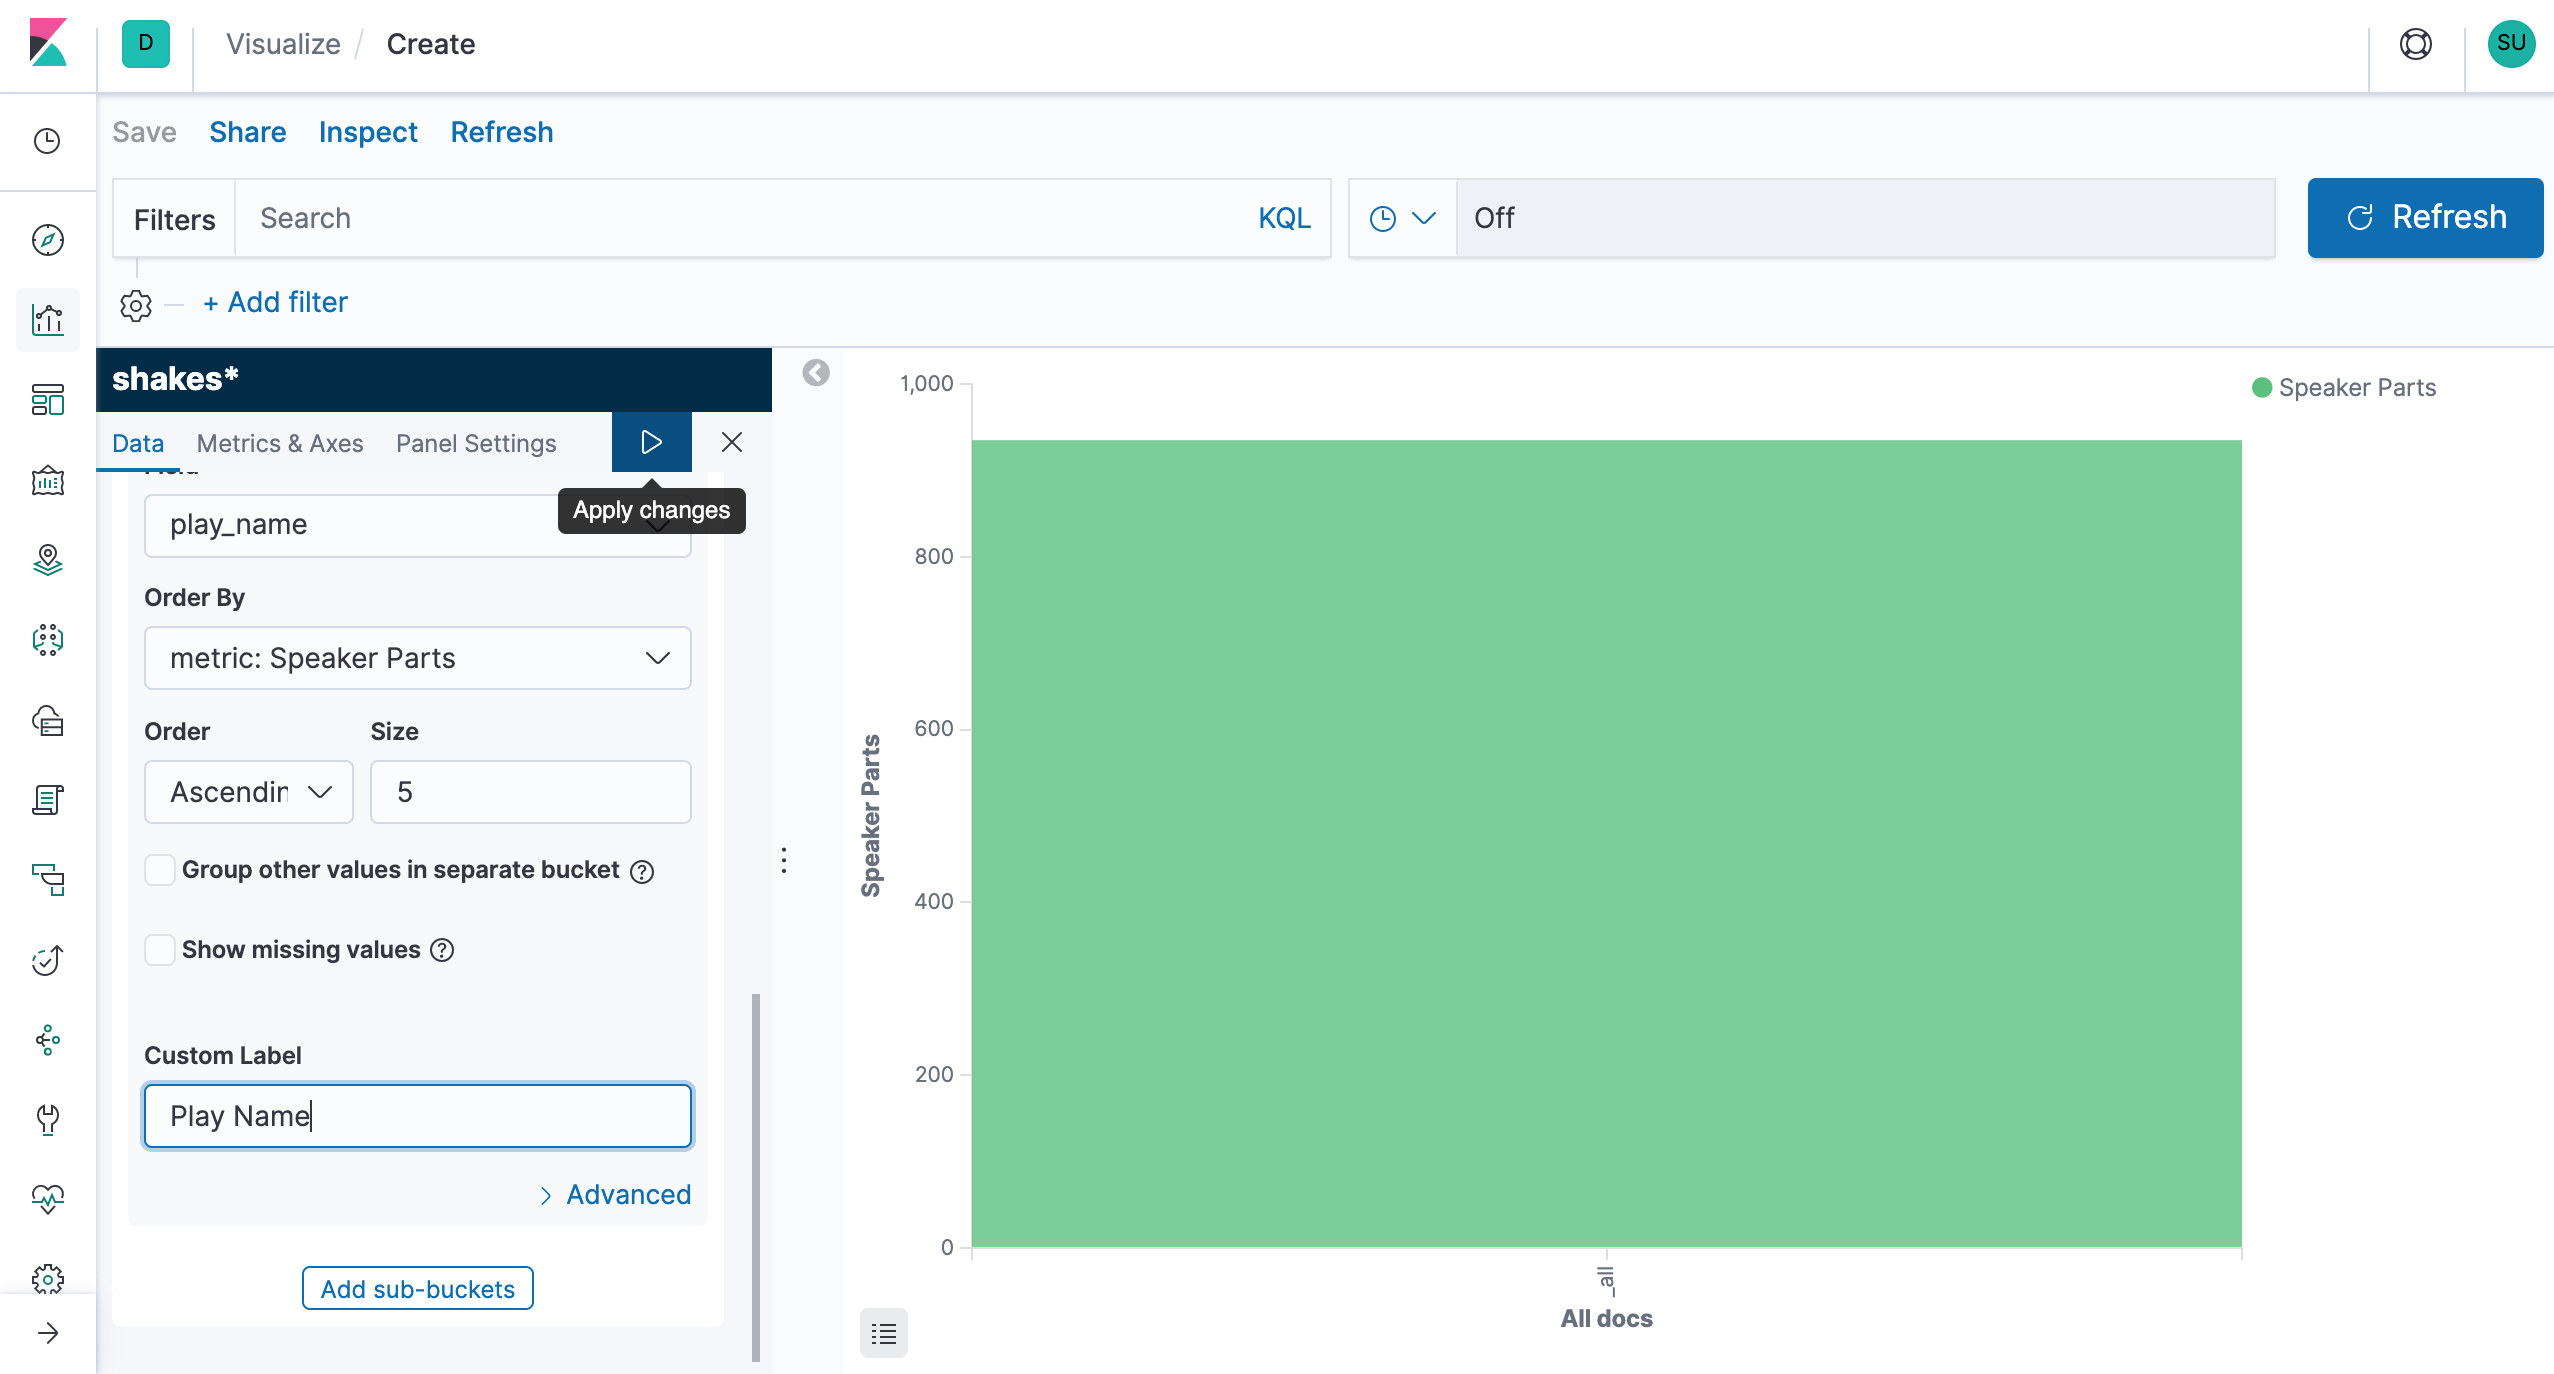 D
Visualize / Create
SU
Save Share Inspect Refresh
Filters Search KQL Off Refresh
+ Add filter
shakes*
Data Metrics & Axes Panel Settings
Apply changes
play_name
Order By
metric: Speaker Parts
Order Size
Ascendin 5
Group other values in separate bucket
Show missing values
Custom Label
Play Name
Advanced
Add sub-buckets
Speaker Parts
1,000
800
600
400
200
0
Speaker Parts
_all
All docs